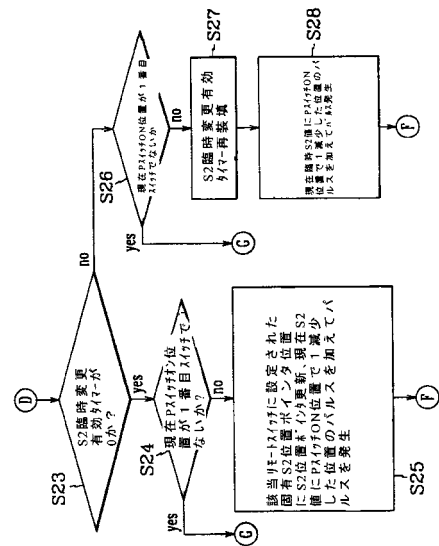 D
S2臨時変更
有効タイマーが
0か?
S23
no
yes
現在Pスイッチオン位
置が1番目スイッチで
ないか?
S24
yes
G
no
該当リモートスイッチに設定された
固有S2位置ポインタ位置
にS2位置ポインタ更新、現在S2
値にPスイッチON位置で1減少
した位置のパルスを加えてパ
ルスを発生
S25
F
現在PスイッチON位置が1番目
スイッチでないか
S26
yes
G
no
S2臨時変更有効
タイマー再装填
S27
現在臨時S2値にPスイッチON
位置で1減少した位置のパ
ルスを加えてパルス発生
S28
F